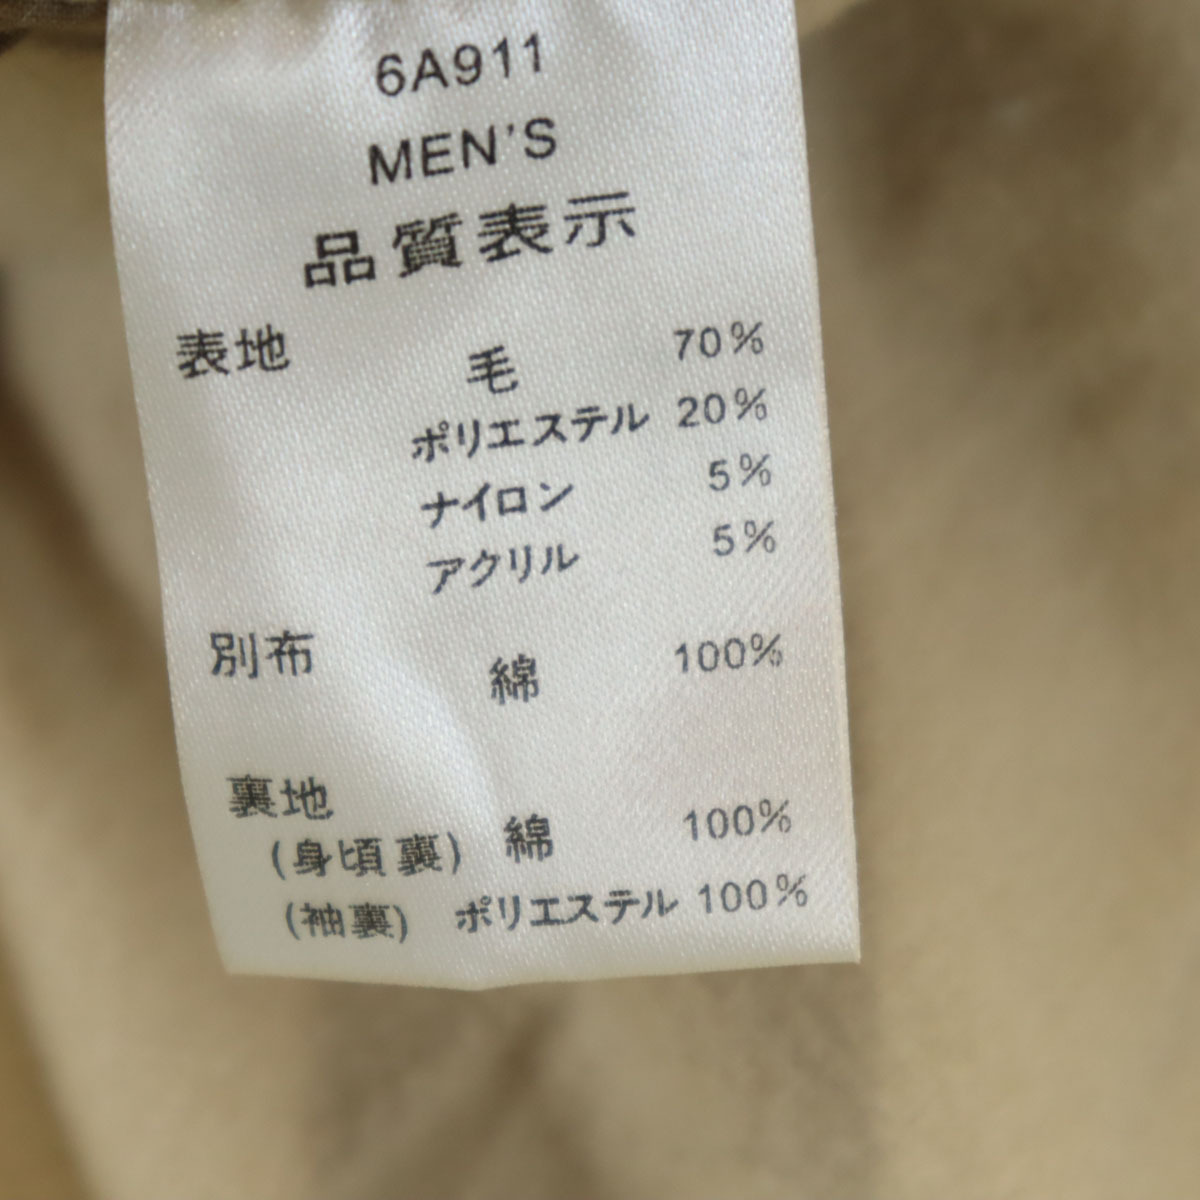 6A911
MEN'S
品質表示
表地 毛 70%
ポリエステル 20%
ナイロン 5%
アクリル 5%
別布 綿 100%
裏地
(身頃裏) 綿 100%
(袖裏) ポリエステル 100%